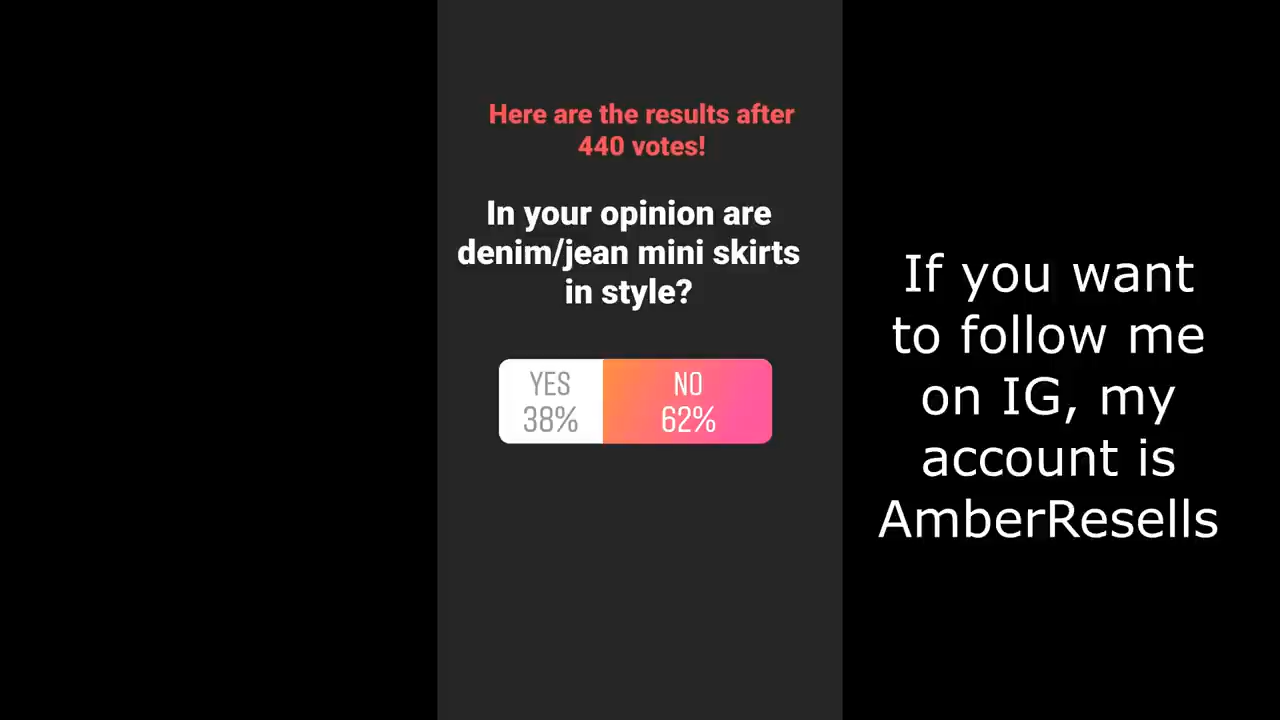 Here are the results after
440 votes!
In your opinion are
denim/jean mini skirts
in style?
YES
38%
NO
62%
If you want
to follow me
on IG, my
account is
AmberResells